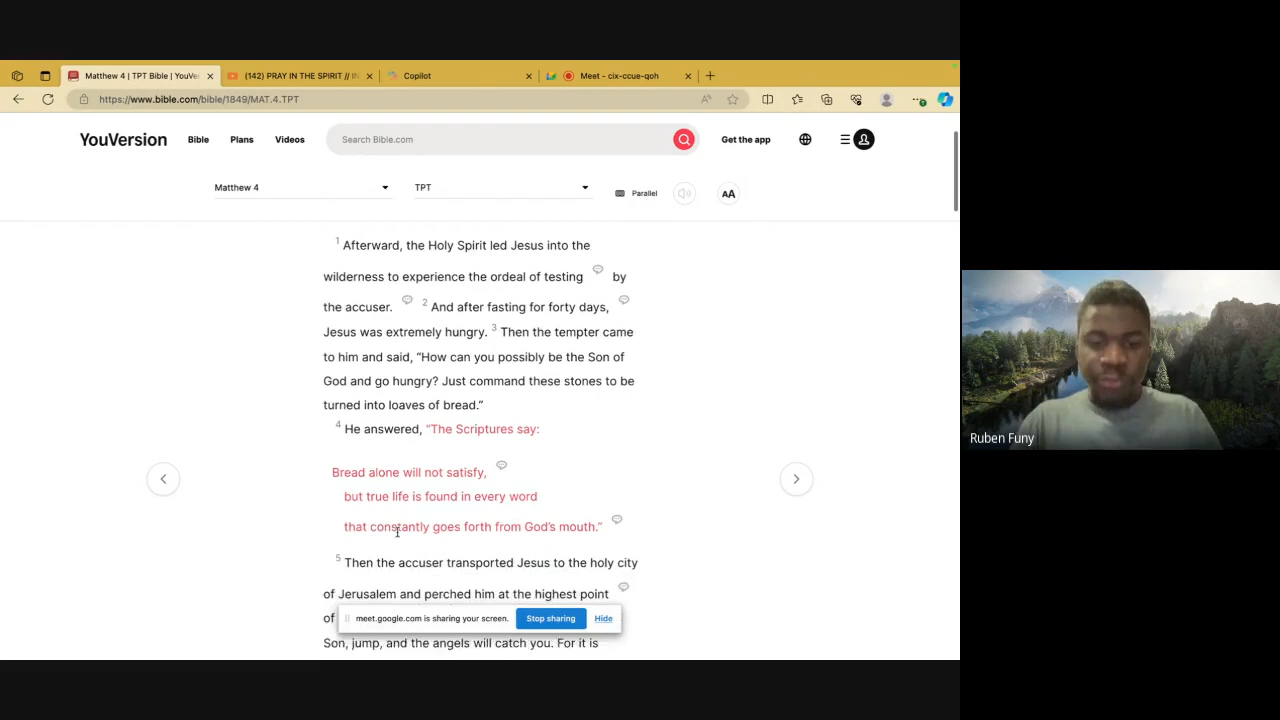 Matthew 4 | TPT Bible | YouVe
(142) PRAY IN THE SPIRIT // IN
Copilot
Meet - cix-ccue-qoh
https://www.bible.com/bible/1849/MAT.4.TPT
YouVersion
Bible
Plans
Videos
Search Bible.com
Get the app
Matthew 4
TPT
Parallel
AA
1 Afterward, the Holy Spirit led Jesus into the
wilderness to experience the ordeal of testing by
the accuser. 2 And after fasting for forty days,
Jesus was extremely hungry. 3 Then the tempter came
to him and said, “How can you possibly be the Son of
God and go hungry? Just command these stones to be
turned into loaves of bread.”
4 He answered, “The Scriptures say:
Bread alone will not satisfy,
but true life is found in every word
that constantly goes forth from God’s mouth.”
5 Then the accuser transported Jesus to the holy city
of Jerusalem and perched him at the highest point
of
meet.google.com is sharing your screen.
Stop sharing
Hide
Son, jump, and the angels will catch you. For it is
Ruben Funy